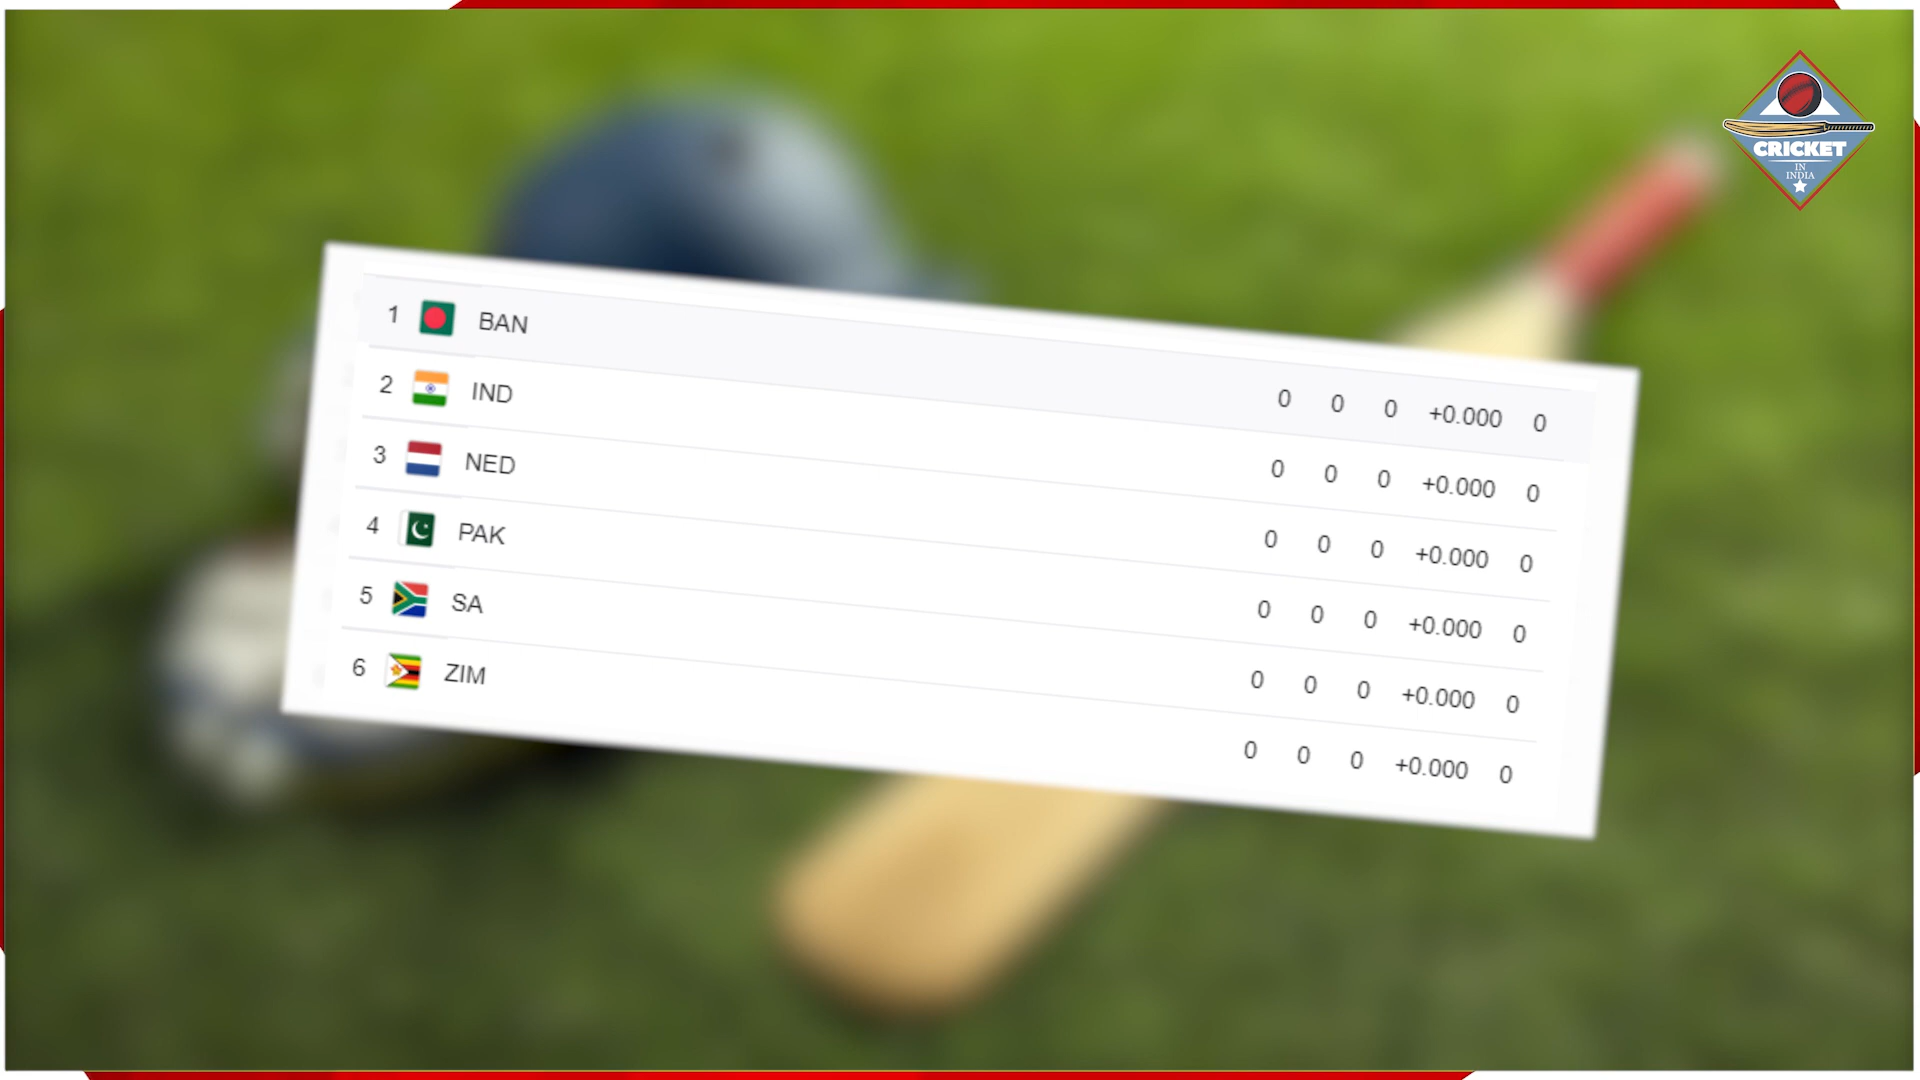 CRICKET
IN
INDIA
1 BAN 0 0 0 +0.000 0
2 IND 0 0 0 +0.000 0
3 NED 0 0 0 +0.000 0
4 PAK 0 0 0 +0.000 0
5 SA 0 0 0 +0.000 0
6 ZIM 0 0 0 +0.000 0